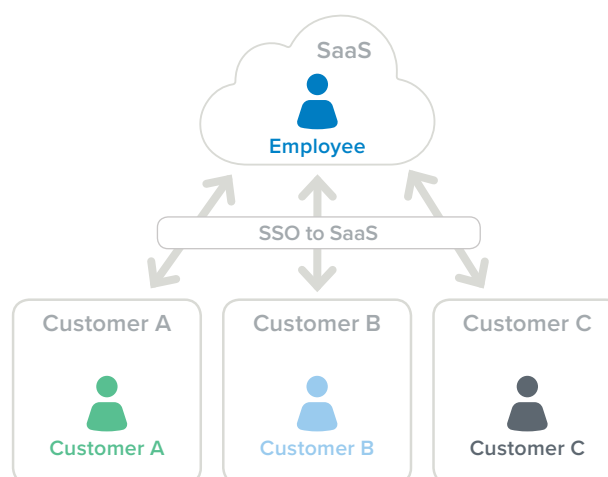 SaaS
Employee
SSO to SaaS
Customer A
Customer B
Customer C
Customer A
Customer B
Customer C